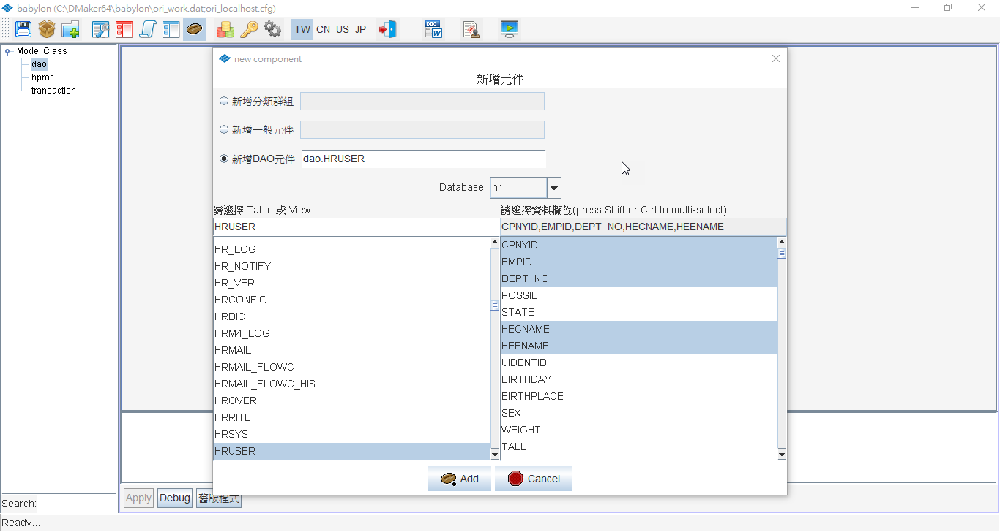 babylon (C:\DMaker64\babylon\ori_work.dat;ori_localhost.cfg)
TW CN US JP
DOC
W
Model Class
dao
hproc
transaction
new component
新增元件
新增分類群組
新增一般元件
新增DAO元件 dao.HRUSER
Database: hr
請選擇 Table 或 View
請選擇資料欄位(press Shift or Ctrl to multi-select)
HRUSER
CPNYID,EMPID,DEPT_NO,HECNAME,HEENAME
HR_LOG
HR_NOTIFY
HR_VER
HRCONFIG
HRDIC
HRM4_LOG
HRMAIL
HRMAIL_FLOWC
HRMAIL_FLOWC_HIS
HROVER
HRRITE
HRSYS
HRUSER
CPNYID
EMPID
DEPT_NO
POSSIE
STATE
HECNAME
HEENAME
UIDENTID
BIRTHDAY
BIRTHPLACE
SEX
WEIGHT
TALL
Add Cancel
Apply Debug 舊版程式
Search:
Ready...